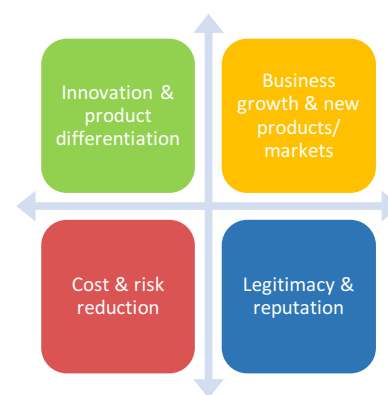 Innovation &
product
differentiation
Business
growth & new
products/
markets
Cost & risk
reduction
Legitimacy &
reputation